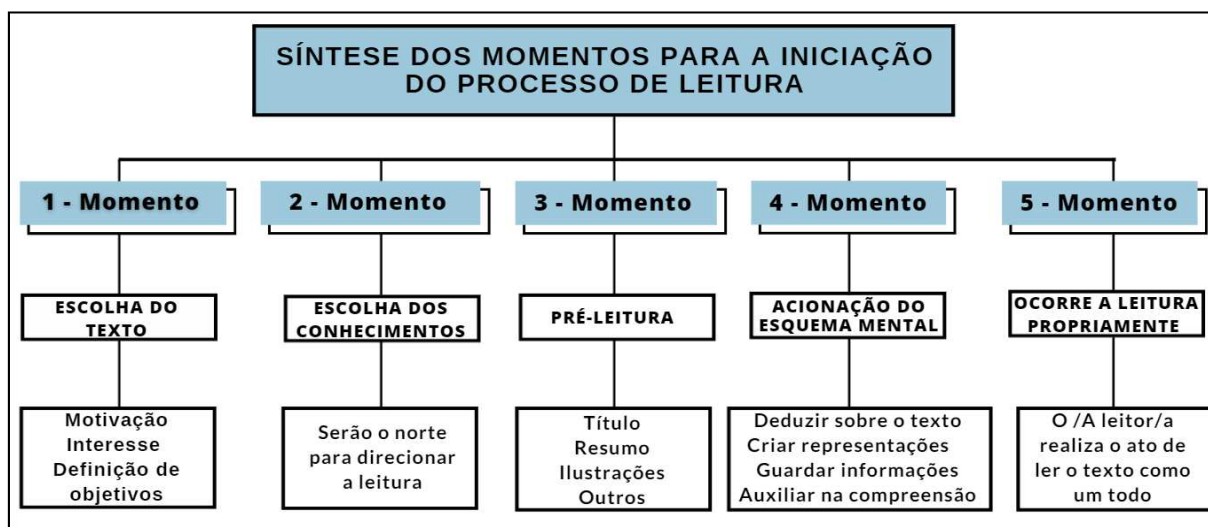 SÍNTESE DOS MOMENTOS PARA A INICIAÇÃO
DO PROCESSO DE LEITURA
1 - Momento
ESCOLHA DO
TEXTO
Motivação
Interesse
Definição de
objetivos
2 - Momento
ESCOLHA DOS
CONHECIMENTOS
Serão o norte
para direcionar
a leitura
3 - Momento
PRÉ-LEITURA
Título
Resumo
Ilustrações
Outros
4 - Momento
ACIONAÇÃO DO
ESQUEMA MENTAL
Deduzir sobre o texto
Criar representações
Guardar informações
Auxiliar na compreensão
5 - Momento
OCORRE A LEITURA
PROPRIAMENTE
O /A leitor/a
realiza o ato de
ler o texto como
um todo